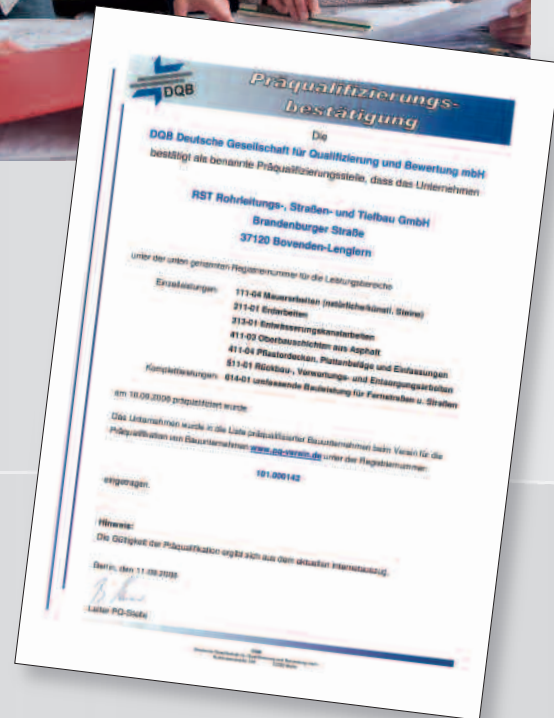 DQB
Präqualifizierungs-
bestätigung
Die
DQB Deutsche Gesellschaft für Qualifizierung und Bewertung mbH
bestätigt als benannte Präqualifizierungsstelle, dass das Unternehmen
RST Rohrleitungs-, Straßen- und Tiefbau GmbH
Brandenburger Straße
37120 Bovenden-Lenglern
unter der unten genannten Registriernummer für die Leistungsbereiche
Einzelleistungen: 111-04 Mauerarbeiten (natürliche/künstl. Steine)
211-01 Erdarbeiten
313-01 Entwässerungskanalarbeiten
411-03 Oberbauschichten aus Asphalt
411-04 Pflasterdecken, Plattenbeläge und Einfassungen
511-01 Rückbau-, Verwertungs- und Entsorgungsarbeiten
Komplettleistungen: 614-01 umfassende Bauleistung für Fernstraßen u. Straßen
präqualifiziert wurde.
Das Unternehmen wurde in die Liste präqualifizierter Bauunternehmen beim Verein für die
Präqualifikation von Bauunternehmen www.pq-verein.de unter der Registriernummer:
101.000142
eingetragen.
Hinweis:
Die Gültigkeit der Präqualifikation ergibt sich aus dem aktuellen Internetauszug.
Berlin, den
Leiter PQ-Stelle
DQB